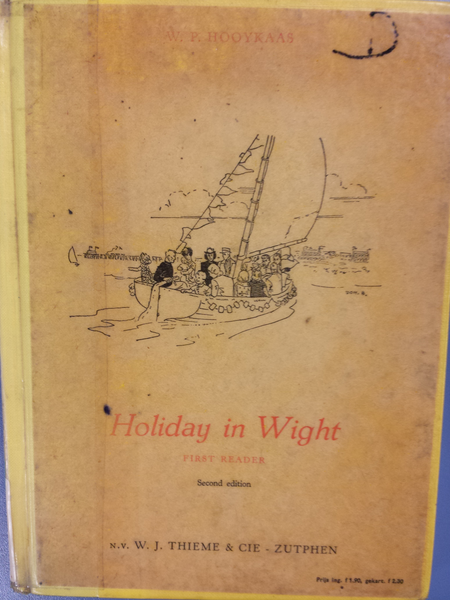 W. P. HOOYKAAS
Holiday in Wight
FIRST READER
Second edition
N.V. W. J. THIEME & CIE - ZUTPHEN